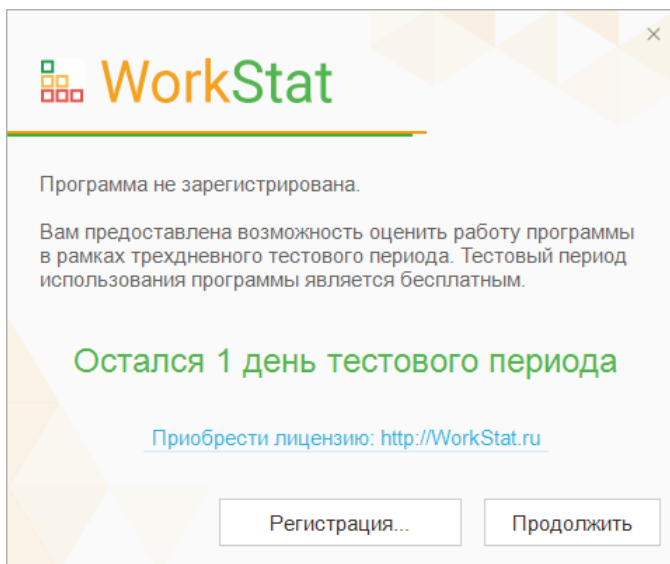 WorkStat
Программа не зарегистрирована.
Вам предоставлена возможность оценить работу программы
в рамках трехдневного тестового периода. Тестовый период
использования программы является бесплатным.
Остался 1 день тестового периода
Приобрести лицензию: http://WorkStat.ru
Регистрация...
Продолжить